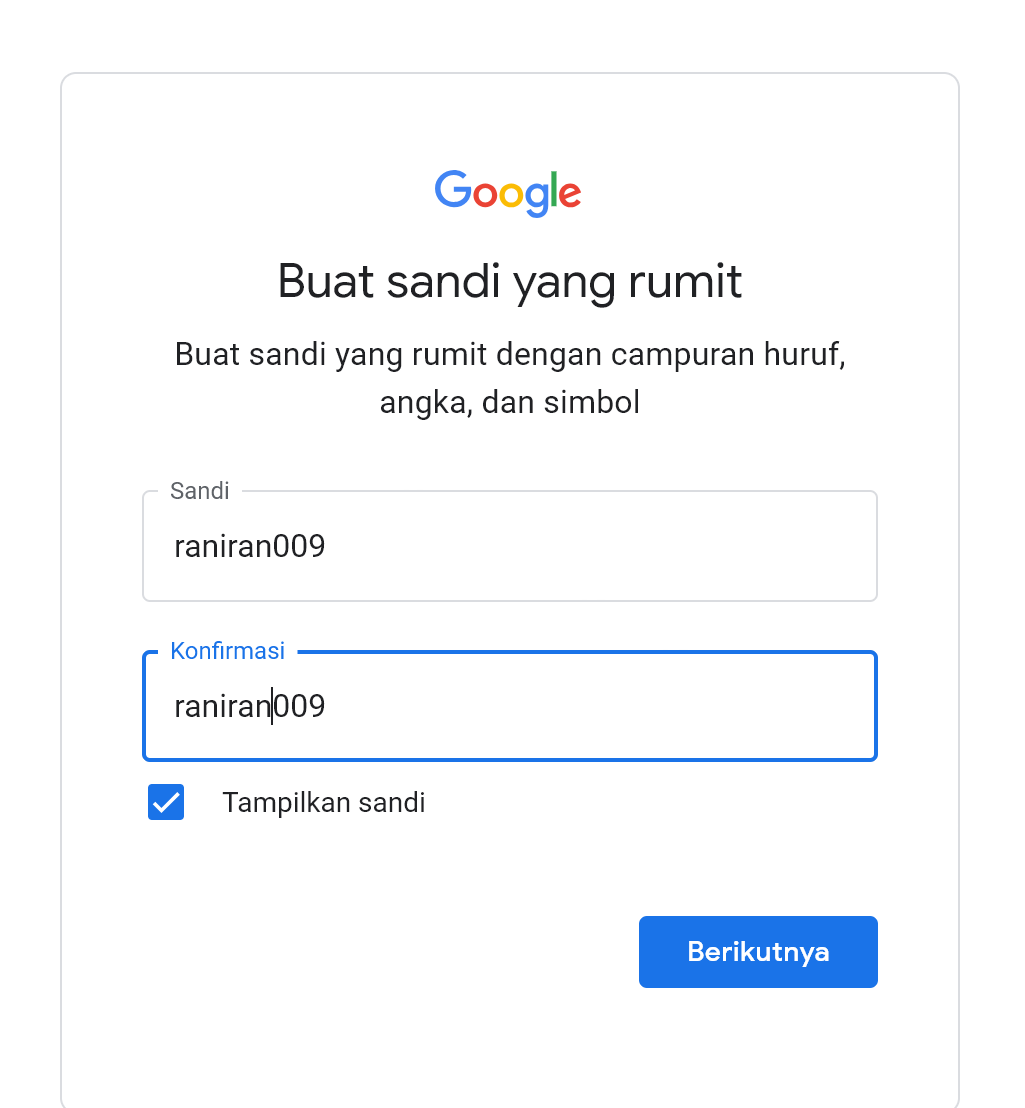 Google
Buat sandi yang rumit
Buat sandi yang rumit dengan campuran huruf,
angka, dan simbol
Sandi
raniran009
Konfirmasi
raniran009
Tampilkan sandi
Berikutnya